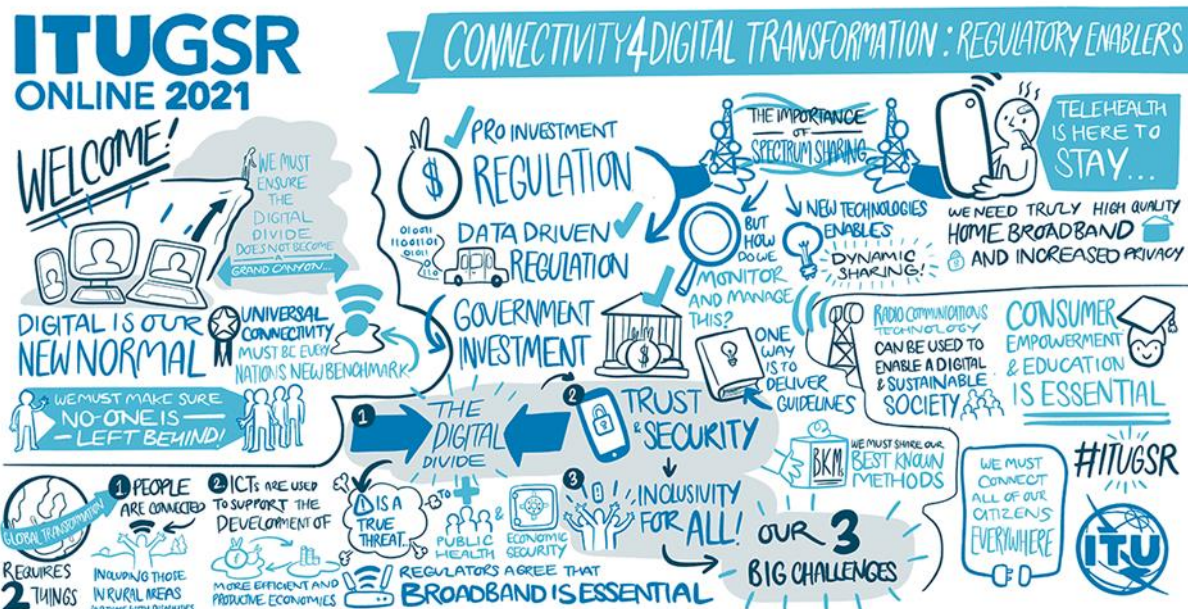 ITUGSR
ONLINE 2021
CONNECTIVITY4DIGITAL TRANSFORMATION: REGULATORY ENABLERS
WELCOME!
WE MUST
ENSURE
THE
DIGITAL
DIVIDE
DOES NOT BECOME
A
GRAND CANYON...
DIGITAL IS OUR
NEW NORMAL
UNIVERSAL
CONNECTIVITY
MUST BE EVERY
NATIONS NEW BENCHMARK
WE MUST MAKE SURE
NO-ONE IS
LEFT BEHIND!
PRO INVESTMENT
REGULATION
DATA DRIVEN
REGULATION
GOVERNMENT
INVESTMENT
THE IMPORTANCE
OF
SPECTRUM SHARING
BUT
HOW
DO WE
MONITOR
AND MANAGE
THIS?
NEW TECHNOLOGIES
ENABLES
DYNAMIC
SHARING!
ONE
WAY
IS TO
DELIVER
GUIDELINES
TELEHEALTH
IS HERE TO
STAY...
WE NEED TRULY HIGH QUALITY
HOME BROADBAND
AND INCREASED PRIVACY
RADIO COMMUNICATIONS
TECHNOLOGY
CAN BE USED TO
ENABLE A DIGITAL
& SUSTAINABLE
SOCIETY
CONSUMER
EMPOWERMENT
& EDUCATION
IS ESSENTIAL
GLOBAL TRANSFORMATION
REQUIRES
2 THINGS
1 PEOPLE
ARE CONNECTED
INCLUDING THOSE
IN RURAL AREAS
2 ICTs ARE USED
TO SUPPORT THE
DEVELOPMENT OF
MORE EFFICIENT AND
PRODUCTIVE ECONOMIES
1
THE
DIGITAL
DIVIDE
IS A
TRUE
THREAT..
TO
PUBLIC
HEALTH
&
ECONOMIC
SECURITY
2
TRUST
& SECURITY
3
INCLUSIVITY
FOR ALL!
OUR 3
BIG CHALLENGES
REGULATORS AGREE THAT
BROADBAND IS ESSENTIAL
BKM
WE MUST SHARE OUR
BEST KNOWN
METHODS
WE MUST
CONNECT
ALL OF OUR
CITIZENS
EVERYWHERE
#ITUGSR
ITU